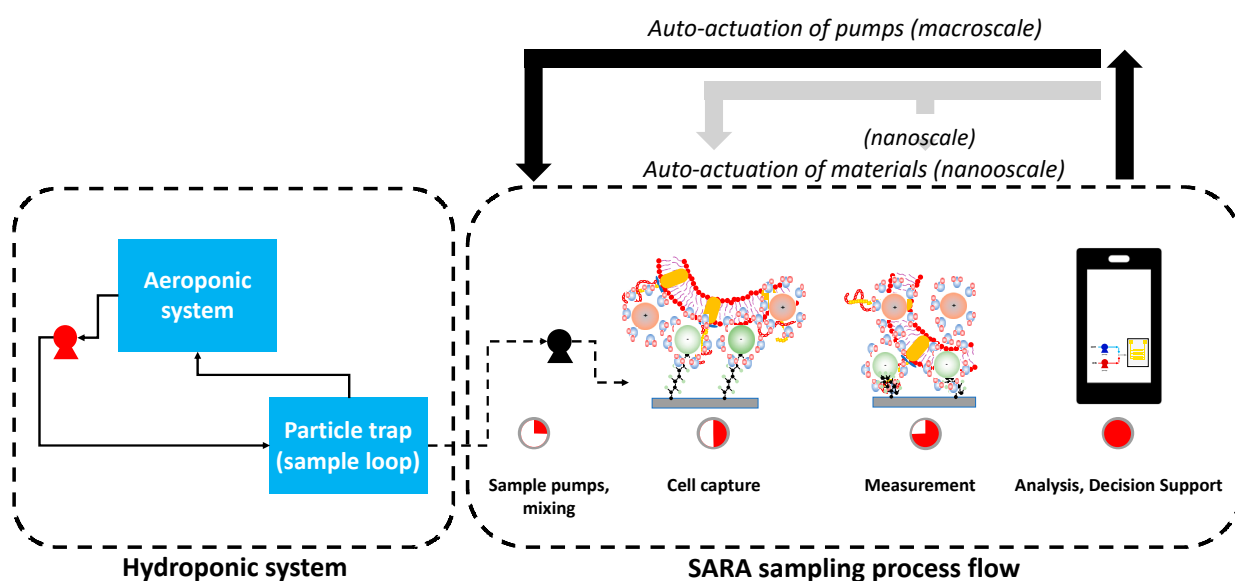 Auto-actuation of pumps (macroscale)
(nanoscale)
Auto-actuation of materials (nanooscale)
Aeroponic
system
Particle trap
(sample loop)
Sample pumps,
mixing
Cell capture
Measurement
Analysis, Decision Support
Hydroponic system
SARA sampling process flow